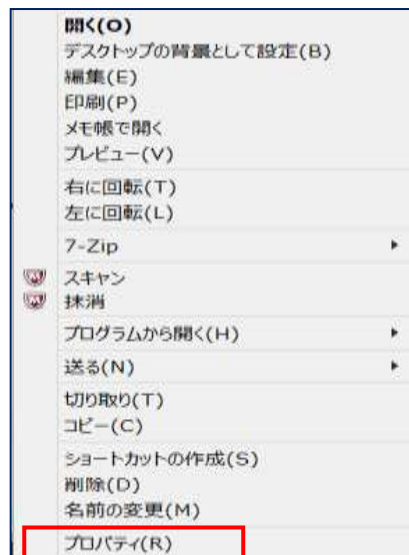 開く(O)
デスクトップの背景として設定(B)
編集(E)
印刷(P)
メモ帳で開く
プレビュー(V)
右に回転(T)
左に回転(L)
7-Zip
スキャン
抹消
プログラムから開く(H)
送る(N)
切り取り(T)
コピー(C)
ショートカットの作成(S)
削除(D)
名前の変更(M)
プロパティ(R)